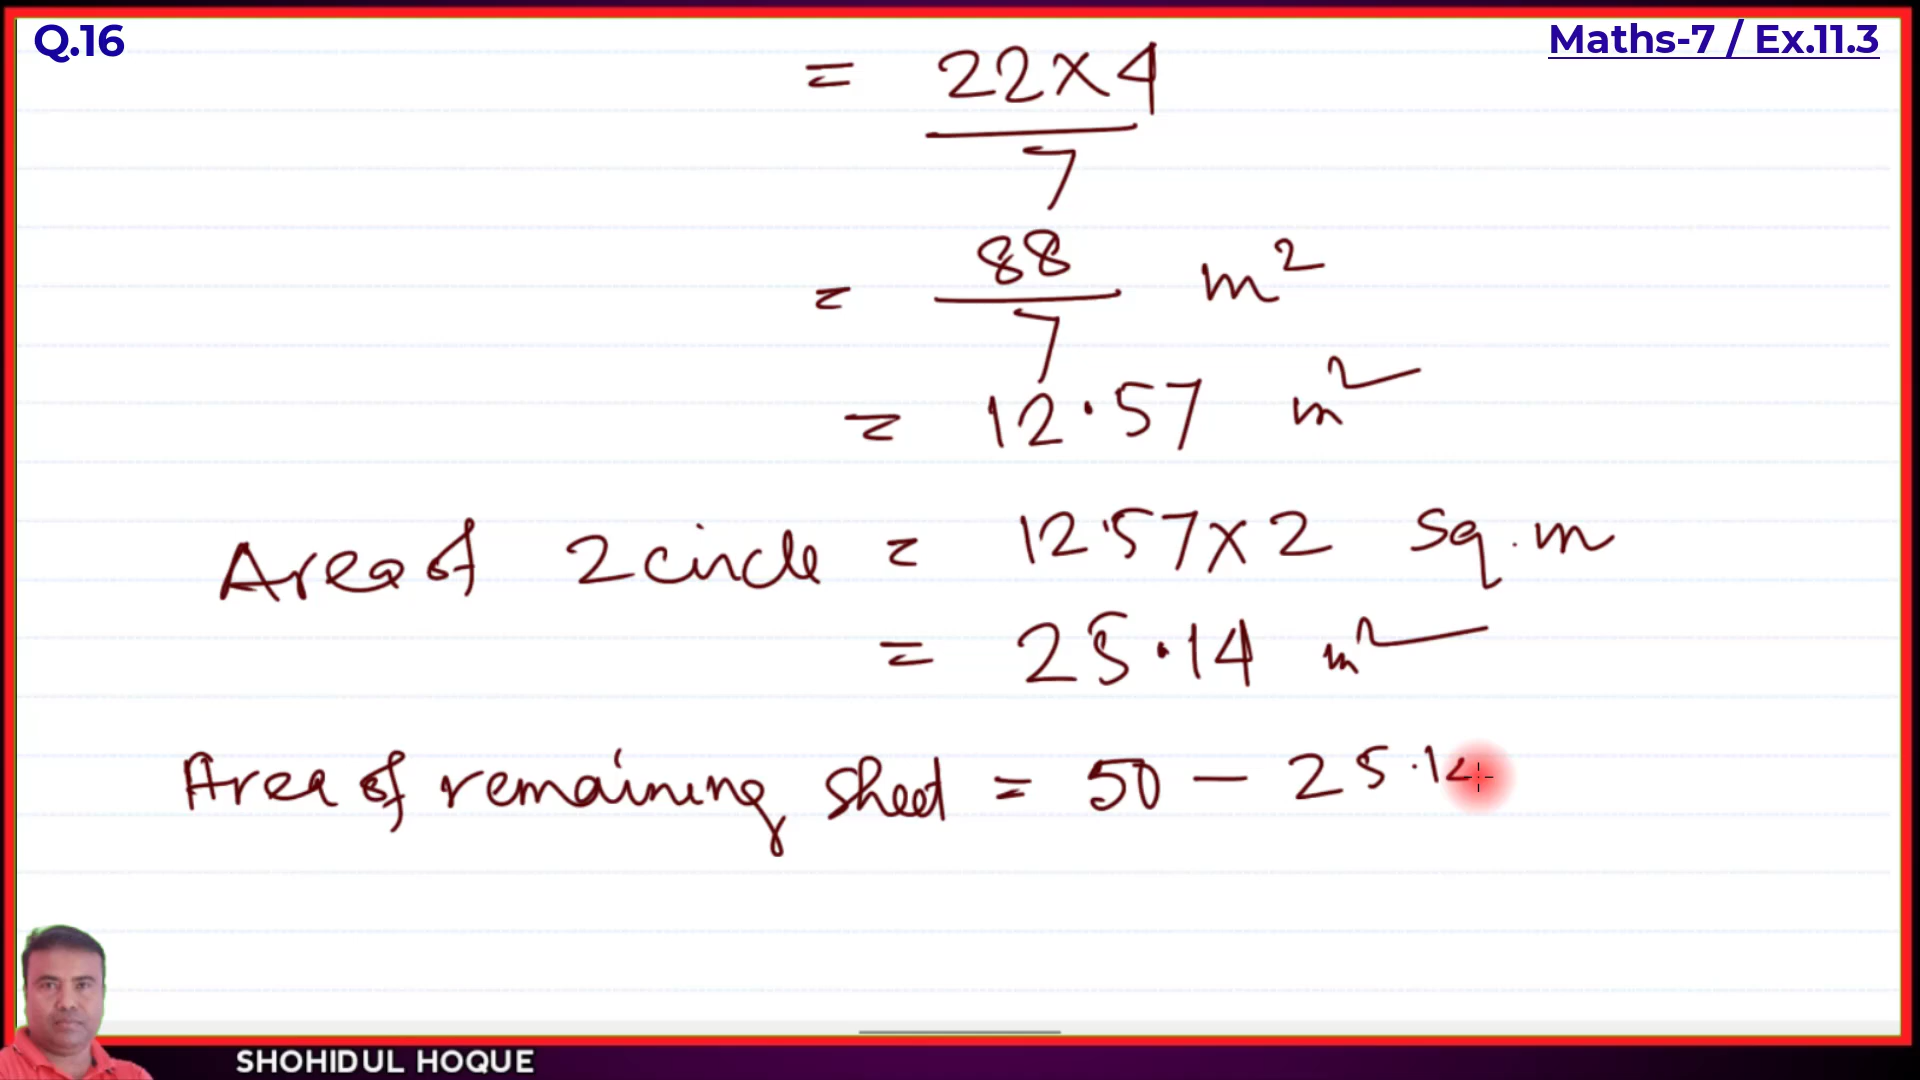 Q.16
Maths-7 / Ex.11.3
= 22×4
7
= 88 m²
7
= 12.57 m²
Area of 2 circle = 12.57×2 Sq.m
= 25.14 m²
Area of remaining sheet = 50 - 25.14
SHOHIDUL HOQUE